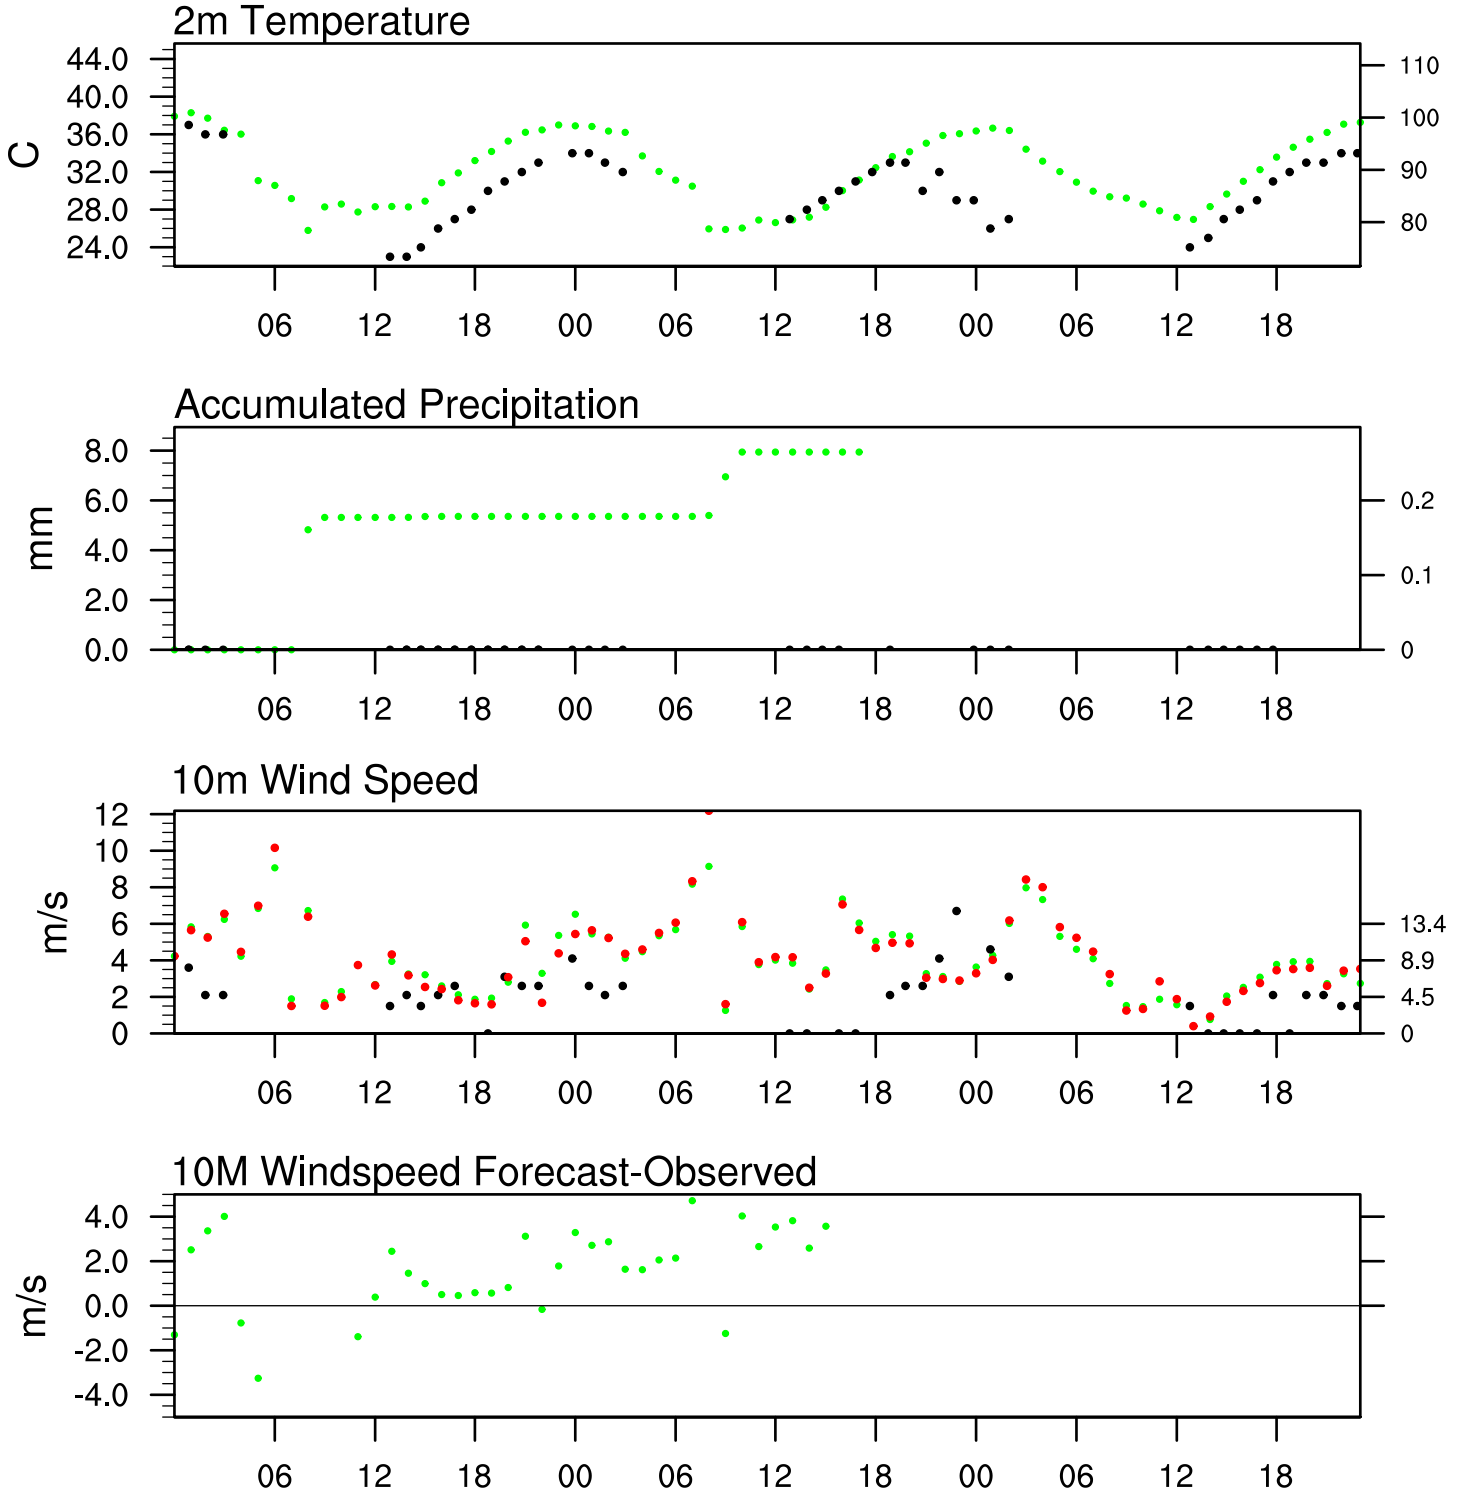 2m Temperature
44.0
40.0
36.0
32.0
28.0
24.0
C
110
100
90
80
06 12 18 00 06 12 18 00 06 12 18
Accumulated Precipitation
8.0
6.0
4.0
2.0
0.0
mm
0.2
0.1
0
06 12 18 00 06 12 18 00 06 12 18
10m Wind Speed
12
10
8
6
4
2
0
m/s
13.4
8.9
4.5
0
06 12 18 00 06 12 18 00 06 12 18
10M Windspeed Forecast-Observed
4.0
2.0
0.0
-2.0
-4.0
m/s
06 12 18 00 06 12 18 00 06 12 18